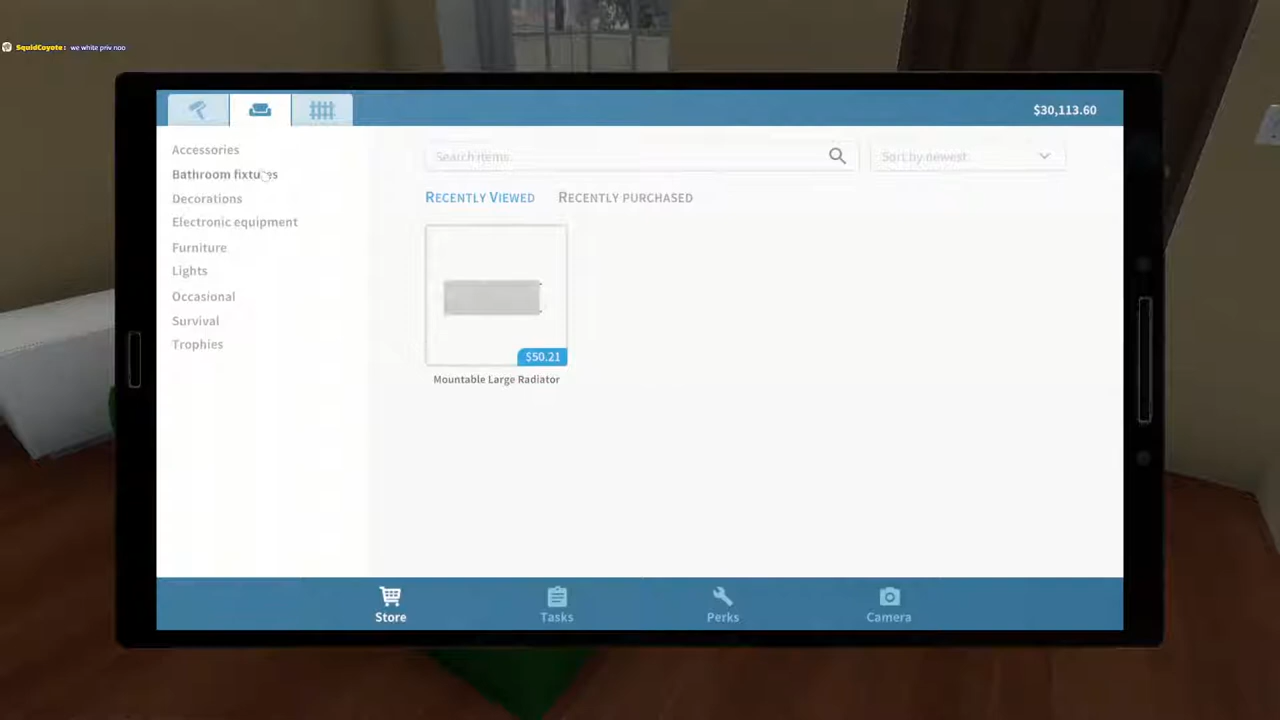 SquidCoyote: we white priv noo
$30,113.60
Accessories
Bathroom fixtures
Decorations
Electronic equipment
Furniture
Lights
Occasional
Survival
Trophies
Search items...
Sort by newest
RECENTLY VIEWED
RECENTLY PURCHASED
$50.21
Mountable Large Radiator
Store
Tasks
Perks
Camera